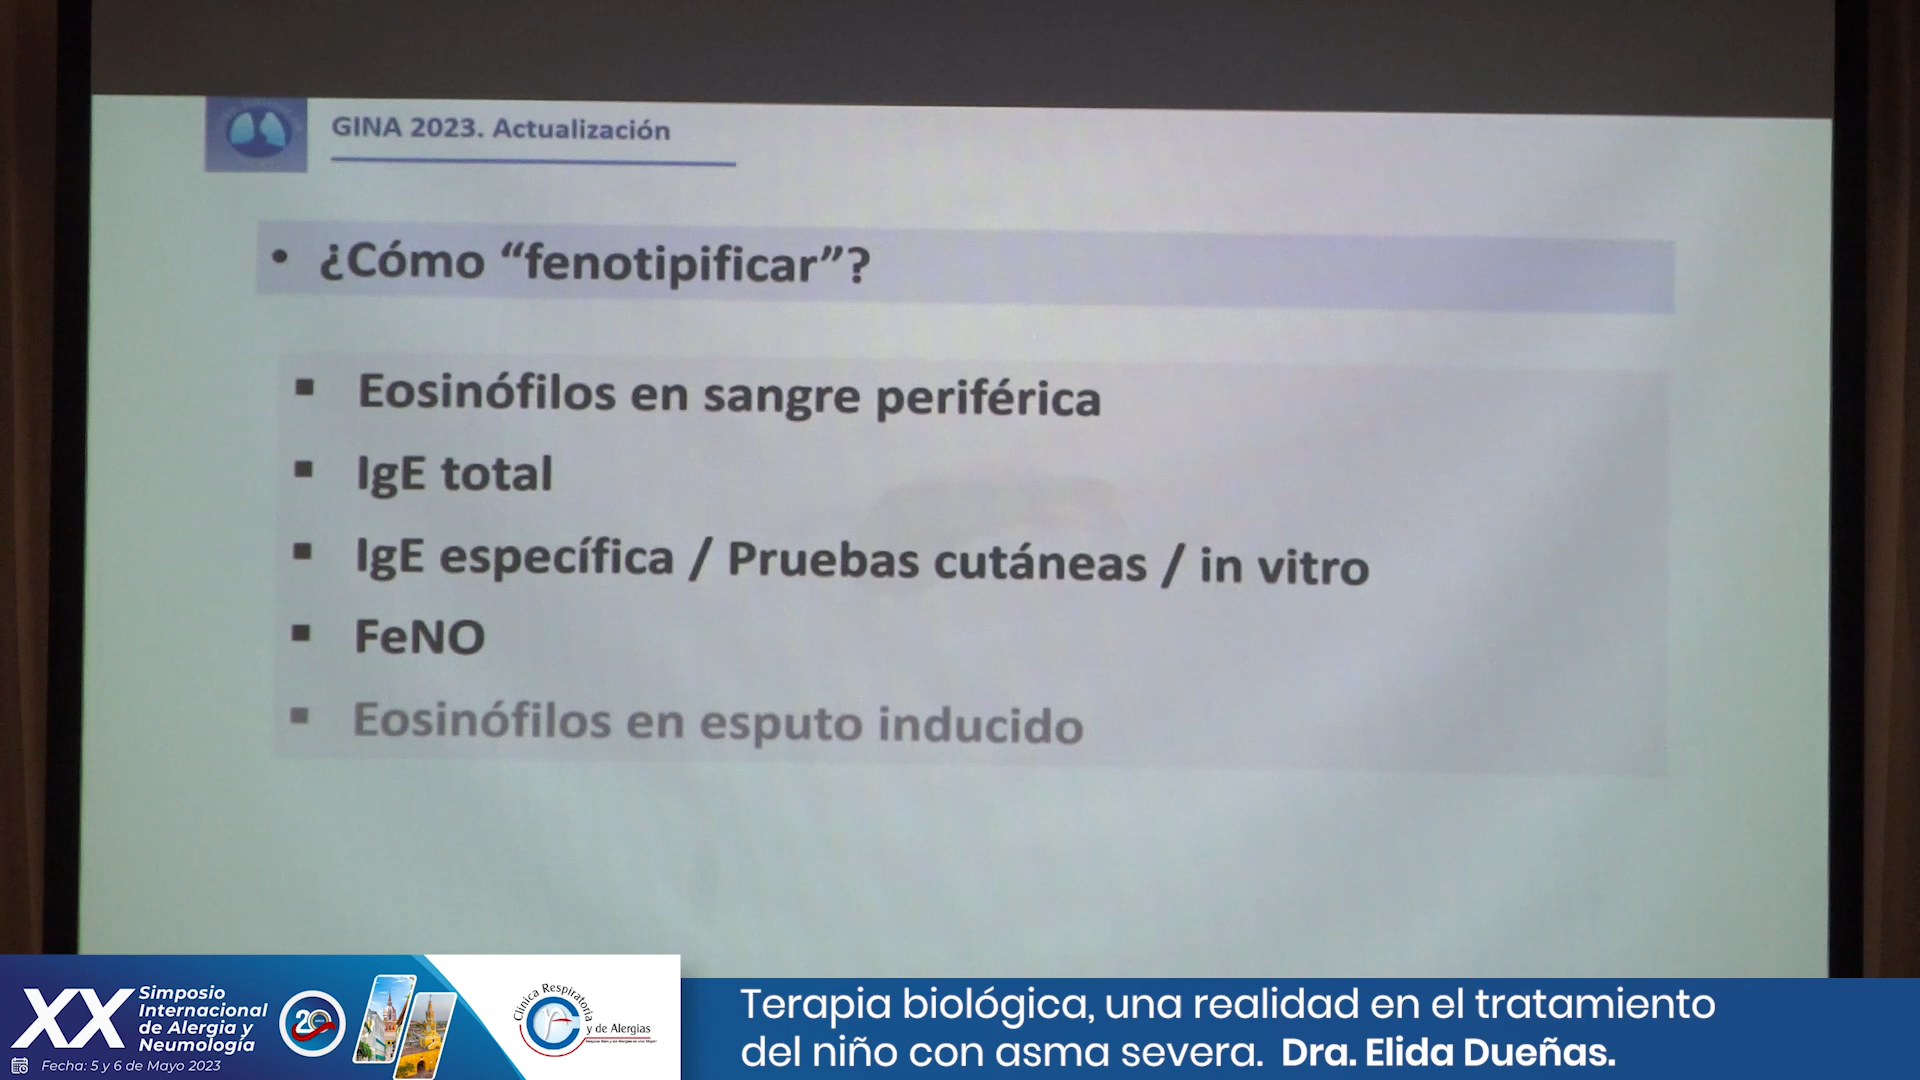 GINA 2023. Actualización
• ¿Cómo “fenotipificar”?
▪ Eosinófilos en sangre periférica
▪ IgE total
▪ IgE específica / Pruebas cutáneas / in vitro
▪ FeNO
▪ Eosinófilos en esputo inducido
XX Simposio
Internacional
de Alergia y
Neumología
Fecha: 5 y 6 de Mayo 2023
20
Clínica Respiratoria
y de Alergias
Terapia biológica, una realidad en el tratamiento
del niño con asma severa. Dra. Elida Dueñas.